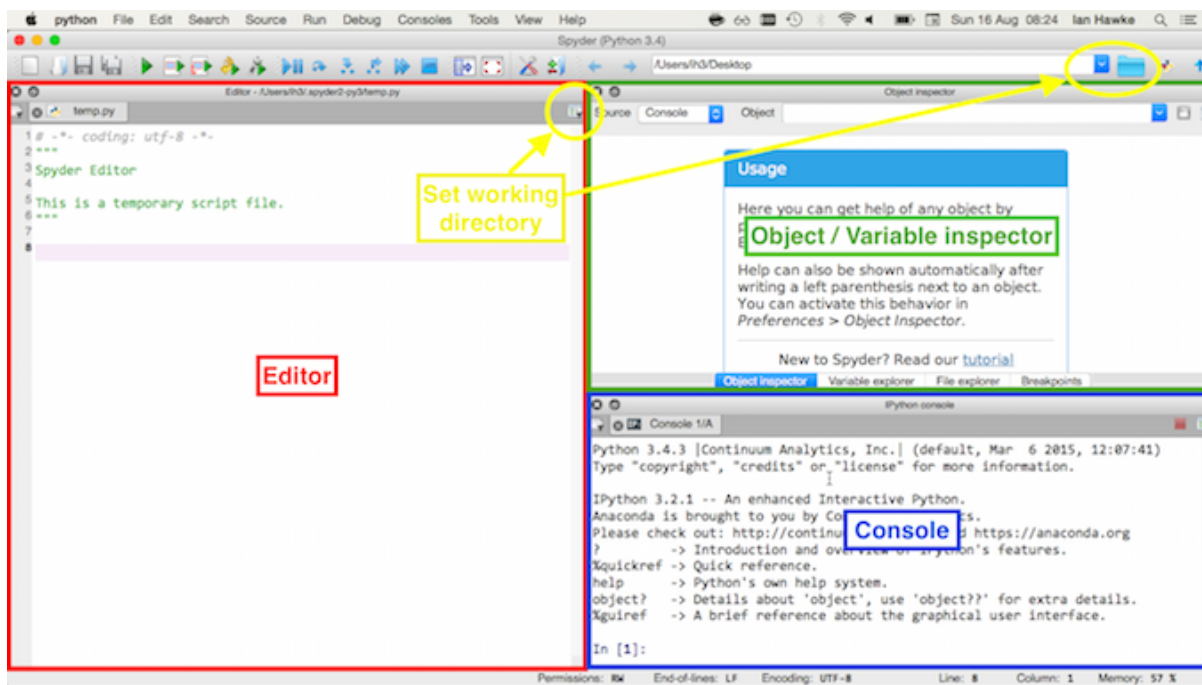 python File Edit Search Source Run Debug Consoles Tools View Help Sun 16 Aug 08:24 Ian Hawke
Spyder (Python 3.4)
/Users/ih3/Desktop
Editor - /Users/ih3/.spyder2-py3/temp.py
temp.py
1 # -*- coding: utf-8 -*-
2 """
3 Spyder Editor
4
5 This is a temporary script file.
6 """
7
8
Set working
directory
Editor
Object inspector
Source Console Object
Usage
Here you can get help of any object by
Object / Variable inspector
Help can also be shown automatically after
writing a left parenthesis next to an object.
You can activate this behavior in
Preferences > Object Inspector.
New to Spyder? Read our tutorial
Object inspector Variable explorer File explorer Breakpoints
IPython console
Console 1/A
Python 3.4.3 |Continuum Analytics, Inc.| (default, Mar 6 2015, 12:07:41)
Type "copyright", "credits" or "license" for more information.
IPython 3.2.1 -- An enhanced Interactive Python.
Anaconda is brought to you by
Please check out: http://continu https://anaconda.org
Console
? -> Introduction and overview of IPython's features.
%quickref -> Quick reference.
help -> Python's own help system.
object? -> Details about 'object', use 'object??' for extra details.
%guiref -> A brief reference about the graphical user interface.
In [1]:
Permissions: RW End-of-lines: LF Encoding: UTF-8 Line: 8 Column: 1 Memory: 57 %